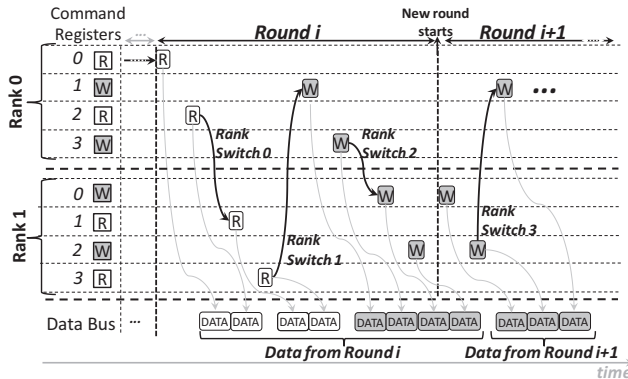 Command
Registers
...
Round i
New round
starts
Round i+1
Rank 0
0 R R
1 W W W ...
2 R R
3 W W
Rank
Switch 0
Rank
Switch 2
Rank 1
0 W W W
1 R R
2 W W W
3 R R
Rank
Switch 1
Rank
Switch 3
Data Bus ... DATA DATA DATA DATA DATA DATA DATA DATA DATA DATA DATA
Data from Round i
Data from Round i+1
time